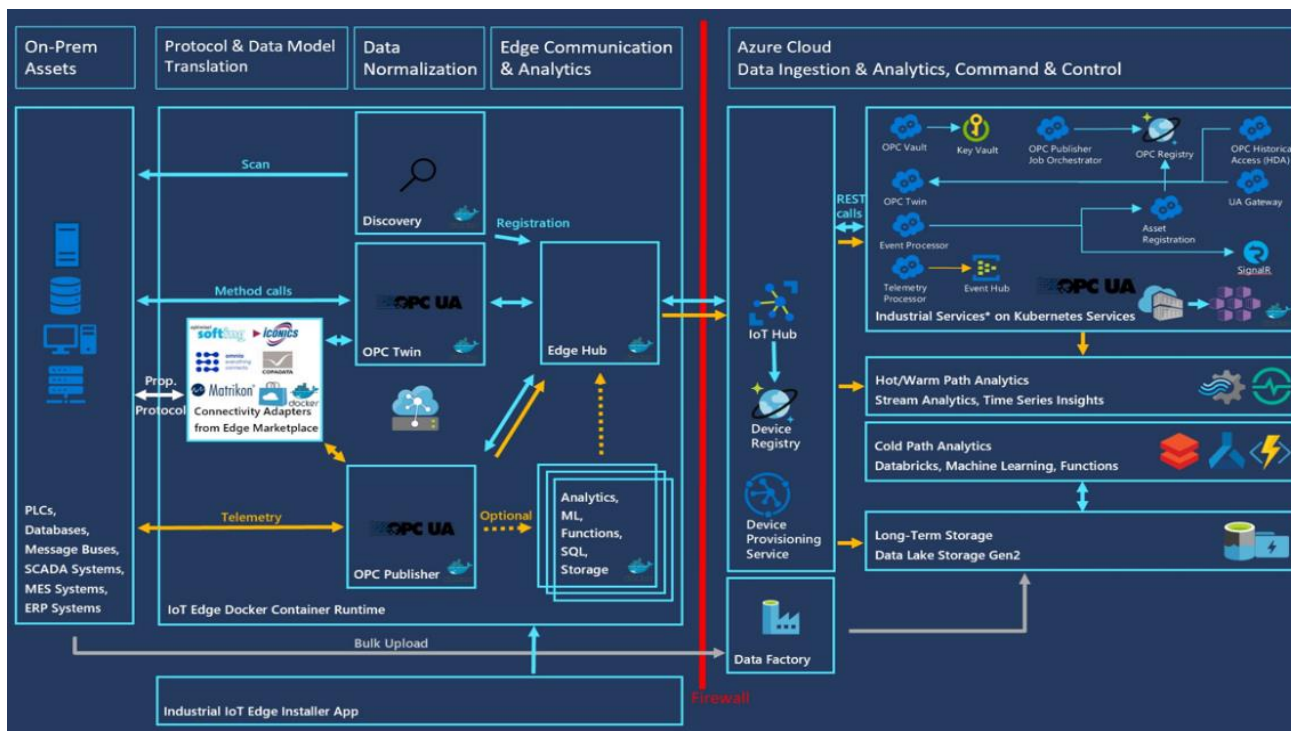 On-Prem
Assets
Protocol & Data Model
Translation
Data
Normalization
Edge Communication
& Analytics
Azure Cloud
Data Ingestion & Analytics, Command & Control
Scan
Discovery
Registration
Method calls
OPC UA
OPC Twin
Edge Hub
softing
ICONICS
omnio
everything
connects
COPADATA
Matrikon
docker
Connectivity Adapters
from Edge Marketplace
Prop.
Protocol
Telemetry
OPC UA
OPC Publisher
Optional
Analytics,
ML,
Functions,
SQL,
Storage
PLCs,
Databases,
Message Buses,
SCADA Systems,
MES Systems,
ERP Systems
IoT Edge Docker Container Runtime
Bulk Upload
Industrial IoT Edge Installer App
Firewall
IoT Hub
Device
Registry
Device
Provisioning
Service
Data Factory
REST
calls
OPC Vault
Key Vault
OPC Publisher
Job Orchestrator
OPC Registry
OPC Historical
Access (HDA)
OPC Twin
UA Gateway
Event Processor
Asset
Registration
SignalR
Telemetry
Processor
Event Hub
OPC UA
Industrial Services* on Kubernetes Services
Hot/Warm Path Analytics
Stream Analytics, Time Series Insights
Cold Path Analytics
Databricks, Machine Learning, Functions
Long-Term Storage
Data Lake Storage Gen2